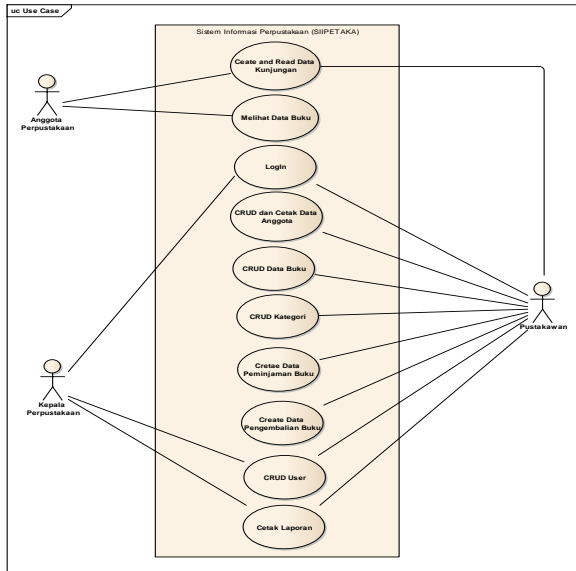 uc Use Case
Sistem Informasi Perpustakaan (SIIPETAKA)
Ceate and Read Data
Kunjungan
Anggota
Perpustakaan
Melihat Data Buku
LogIn
CRUD dan Cetak Data
Anggota
CRUD Data Buku
CRUD Kategori
Pustakawan
Cretae Data
Peminjaman Buku
Kepala
Perpustakaan
Create Data
Pengembalian Buku
CRUD User
Cetak Laporan